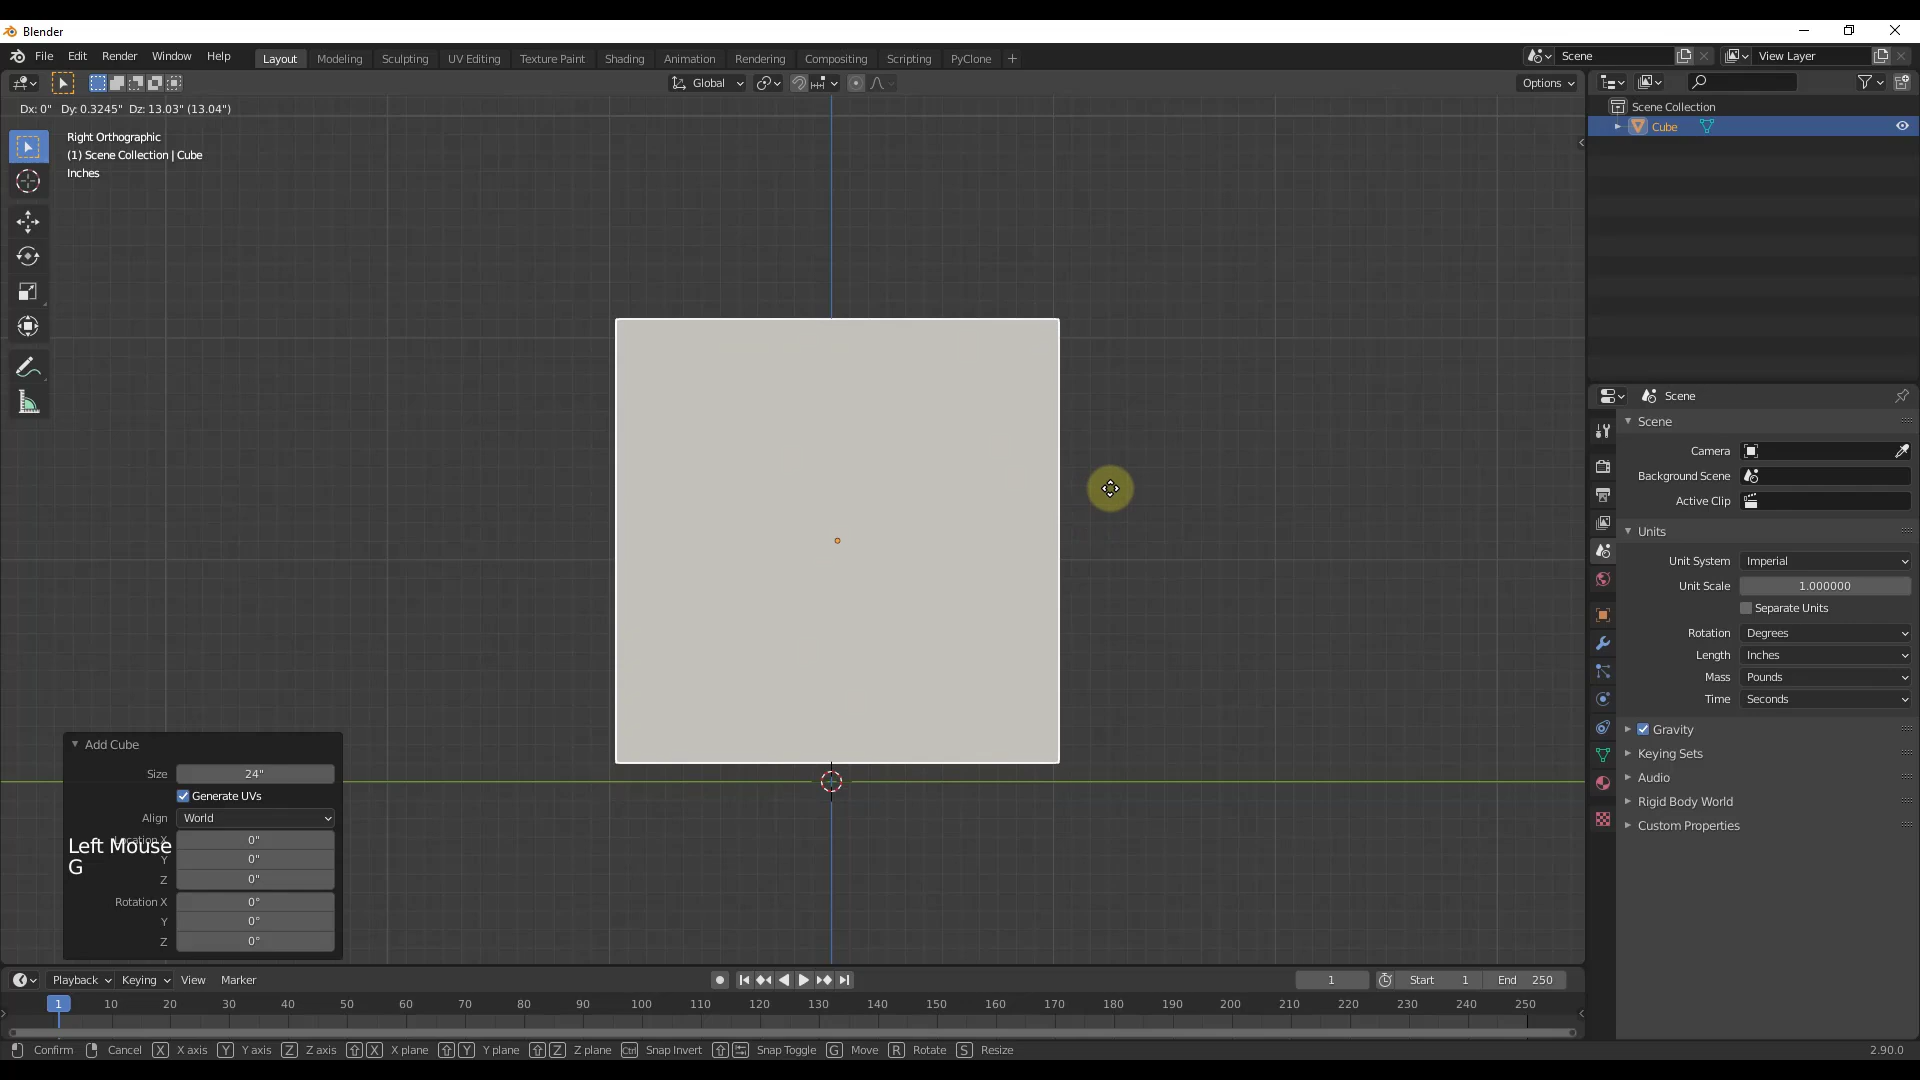 Blender
File Edit Render Window Help Layout Modeling Sculpting UV Editing Texture Paint Shading Animation Rendering Compositing Scripting PyClone + Scene View Layer
Global Options
Dx: 0" Dy: 0.3245" Dz: 13.03" (13.04")
Right Orthographic
(1) Scene Collection | Cube
Inches
Scene Collection
Cube
Scene
Scene
Camera
Background Scene
Active Clip
Units
Unit System Imperial
Unit Scale 1.000000
Separate Units
Rotation Degrees
Length Inches
Mass Pounds
Time Seconds
Gravity
Keying Sets
Audio
Rigid Body World
Custom Properties
Add Cube
Size 24"
Generate UVs
Align World
Location X 0"
Y 0"
Z 0"
Rotation X 0°
Y 0°
Z 0°
Left Mouse
G
Playback Keying View Marker 1 Start 1 End 250
1 10 20 30 40 50 60 70 80 90 100 110 120 130 140 150 160 170 180 190 200 210 220 230 240 250
Confirm Cancel X X axis Y Y axis Z Z axis X X plane Y Y plane Z Z plane Ctrl Snap Invert Snap Toggle G Move R Rotate S Resize 2.90.0